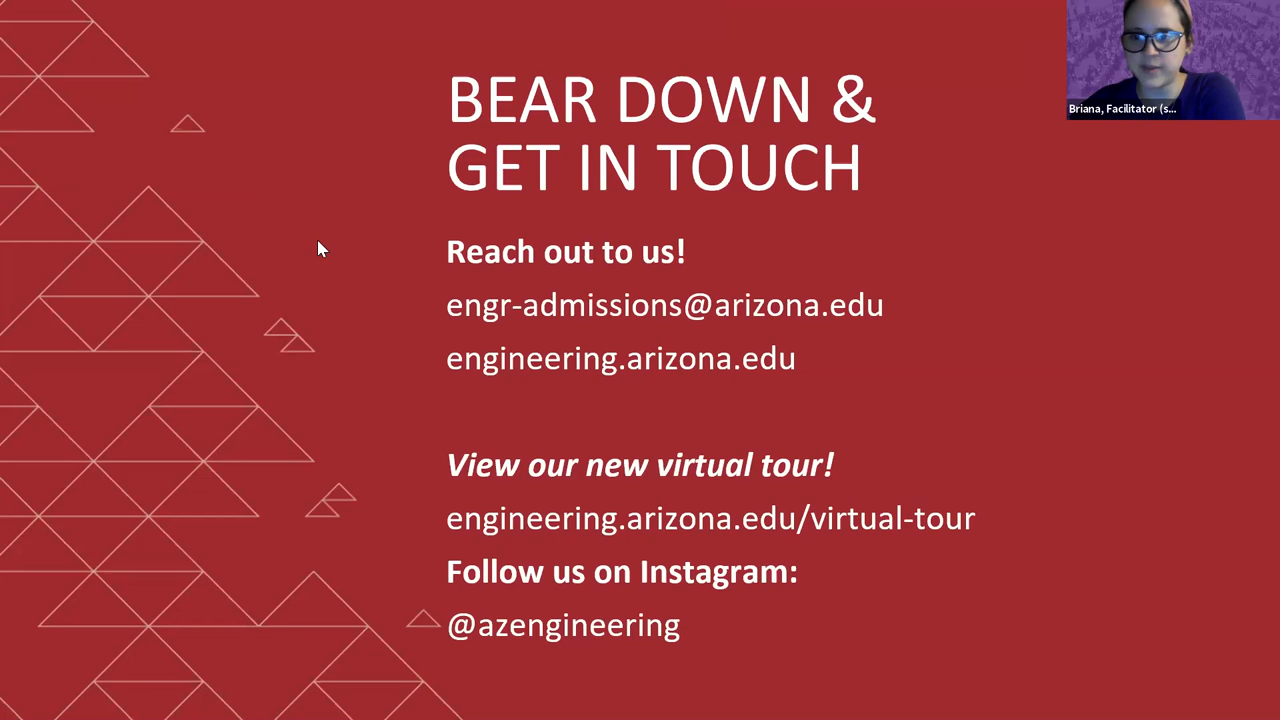 BEAR DOWN &
GET IN TOUCH
Reach out to us!
engr-admissions@arizona.edu
engineering.arizona.edu
View our new virtual tour!
engineering.arizona.edu/virtual-tour
Follow us on Instagram:
@azengineering
Briana, Facilitator (s...